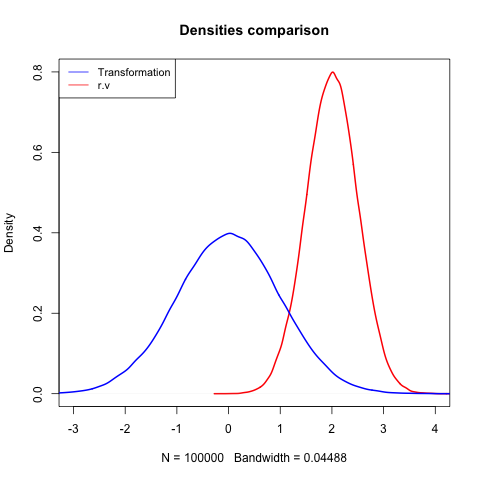 Densities comparison
Transformation
r.v
Density
0.8
0.6
0.4
0.2
0.0
-3 -2 -1 0 1 2 3 4
N = 100000 Bandwidth = 0.04488